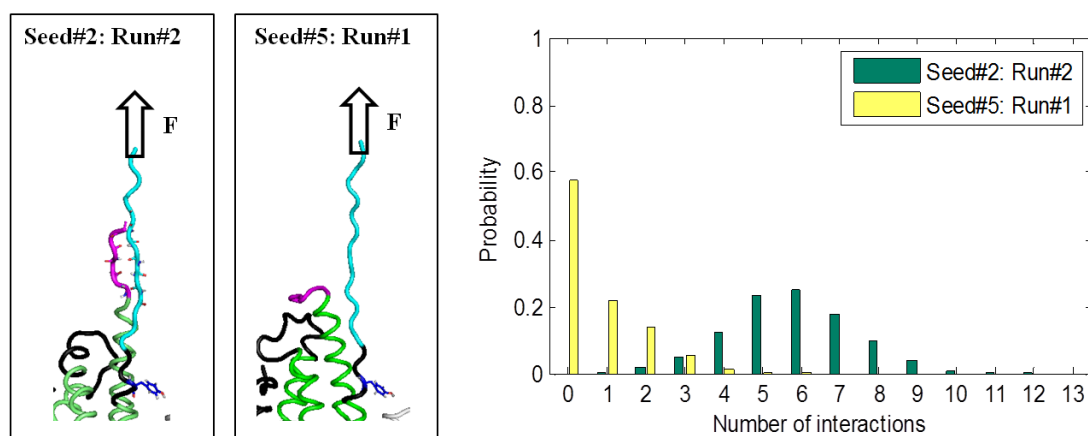 Seed#2: Run#2
F
Seed#5: Run#1
F
Probability
1
0.8
0.6
0.4
0.2
0
Seed#2: Run#2
Seed#5: Run#1
0 1 2 3 4 5 6 7 8 9 10 11 12 13
Number of interactions